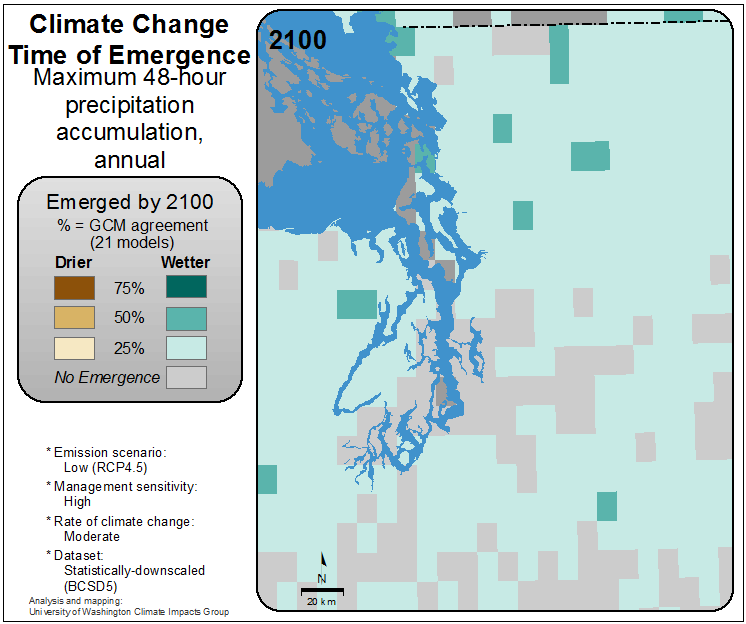 Climate Change
Time of Emergence
Maximum 48-hour
precipitation
accumulation,
annual
Emerged by 2100
% = GCM agreement
(21 models)
Drier Wetter
75%
50%
25%
No Emergence
* Emission scenario:
Low (RCP4.5)
* Management sensitivity:
High
* Rate of climate change:
Moderate
* Dataset:
Statistically-downscaled
(BCSD5)
Analysis and mapping:
University of Washington Climate Impacts Group
2100
N
20 km